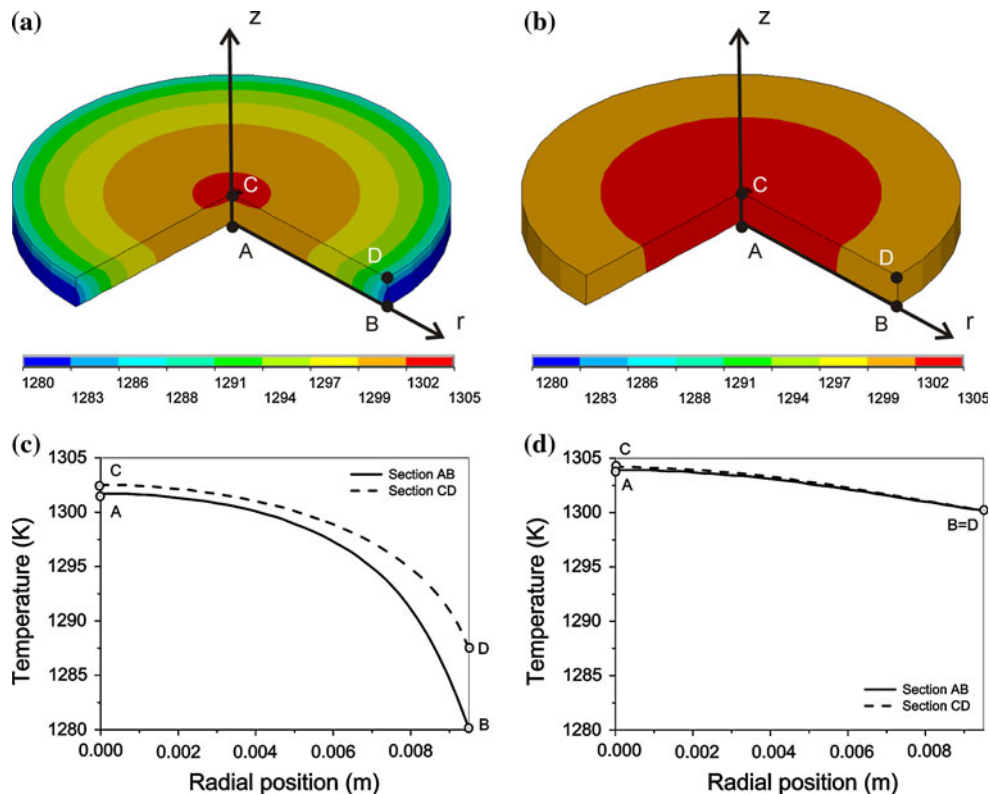 (a)
z
C
A
D
B
r
1280 1283 1286 1288 1291 1294 1297 1299 1302 1305
(b)
z
C
A
D
B
r
1280 1283 1286 1288 1291 1294 1297 1299 1302 1305
(c)
1305
1300
1295
1290
1285
1280
Temperature (K)
C
A
Section AB
Section CD
D
B
0.000 0.002 0.004 0.006 0.008
Radial position (m)
(d)
1305
1300
1295
1290
1285
1280
Temperature (K)
C
A
B=D
Section AB
Section CD
0.000 0.002 0.004 0.006 0.008
Radial position (m)